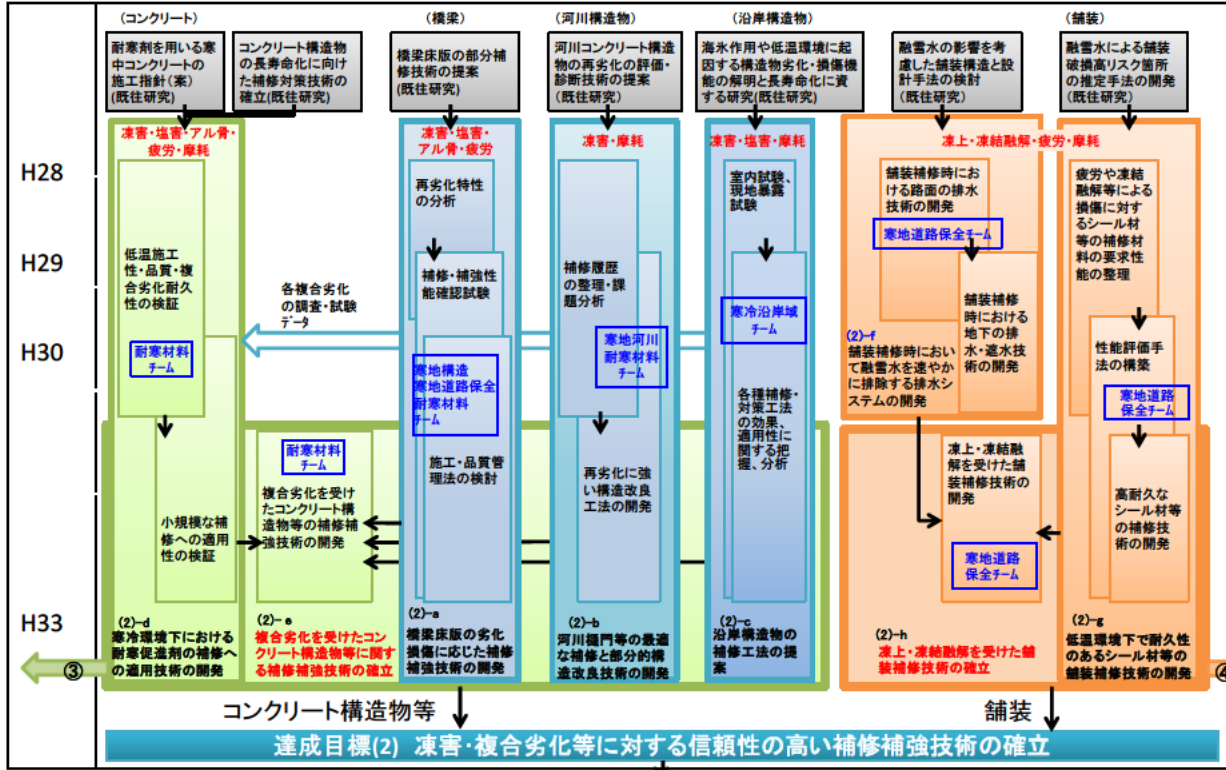 (コンクリート)
(橋梁)
(河川構造物)
(沿岸構造物)
(舗装)
耐寒剤を用いる寒
中コンクリートの
施工指針(案)
(既往研究)
コンクリート構造物
の長寿命化に向け
た補修対策技術の
確立(既往研究)
橋梁床版の部分補
修技術の提案
(既往研究)
河川コンクリート構造
物の再劣化の評価・
診断技術の提案
(既往研究)
海氷作用や低温環境に起
因する構造物劣化・損傷機
能の解明と長寿命化に資
する研究(既往研究)
融雪水の影響を考
慮した舗装構造と設
計手法の検討
(既往研究)
融雪水による舗装
破損高リスク箇所
の推定手法の開発
(既往研究)
凍害・塩害・アル骨・
疲労・摩耗
凍害・塩害・
アル骨・疲労
凍害・摩耗
凍害・塩害・摩耗
凍上・凍結融解・疲労・摩耗
H28
H29
H30
H33
低温施工
性・品質・複
合劣化耐久
性の検証
耐寒材料
チーム
小規模な補
修への適用
性の検証
(2)-d
寒冷環境下における
耐寒促進剤の補修へ
の適用技術の開発
③
各複合劣化
の調査・試験
データ
耐寒材料
チーム
複合劣化を受け
たコンクリート構
造物等の補修補
強技術の開発
(2)-e
複合劣化を受けたコン
クリート構造物等に関す
る補修補強技術の確立
再劣化特性
の分析
補修・補強性
能確認試験
寒地構造
寒地道路保全
耐寒材料
チーム
施工・品質管
理法の検討
(2)-a
橋梁床版の劣化
損傷に応じた補修
補強技術の開発
補修履歴
の整理・課
題分析
寒地河川
耐寒材料
チーム
再劣化に強
い構造改良
工法の開発
(2)-b
河川樋門等の最適
な補修と部分的構
造改良技術の開発
室内試験、
現地暴露
試験
寒冷沿岸域
チーム
各種補修・
対策工法の
効果、
適用性に
関する把
握、分析
(2)-c
沿岸構造物の
補修工法の提
案
舗装補修時にお
ける路面の排水
技術の開発
寒地道路保全チーム
舗装補修
時における
地下の排
水・遮水技
術の開発
(2)-f
舗装補修時におい
て融雪水を速やか
に排除する排水シ
ステムの開発
凍上・凍結融
解を受けた舗
装補修技術の
開発
寒地道路
保全チーム
(2)-h
凍上・凍結融解を受けた舗
装補修技術の確立
疲労や凍結
融解等による
損傷に対す
るシール材
等の補修材
料の要求性
能の整理
性能評価手
法の構築
寒地道路
保全チーム
高耐久な
シール材等
の補修技
術の開発
(2)-g
低温環境下で耐久性
のあるシール材等の
舗装補修技術の開発
④
コンクリート構造物等
舗装
達成目標(2) 凍害・複合劣化等に対する信頼性の高い補修補強技術の確立